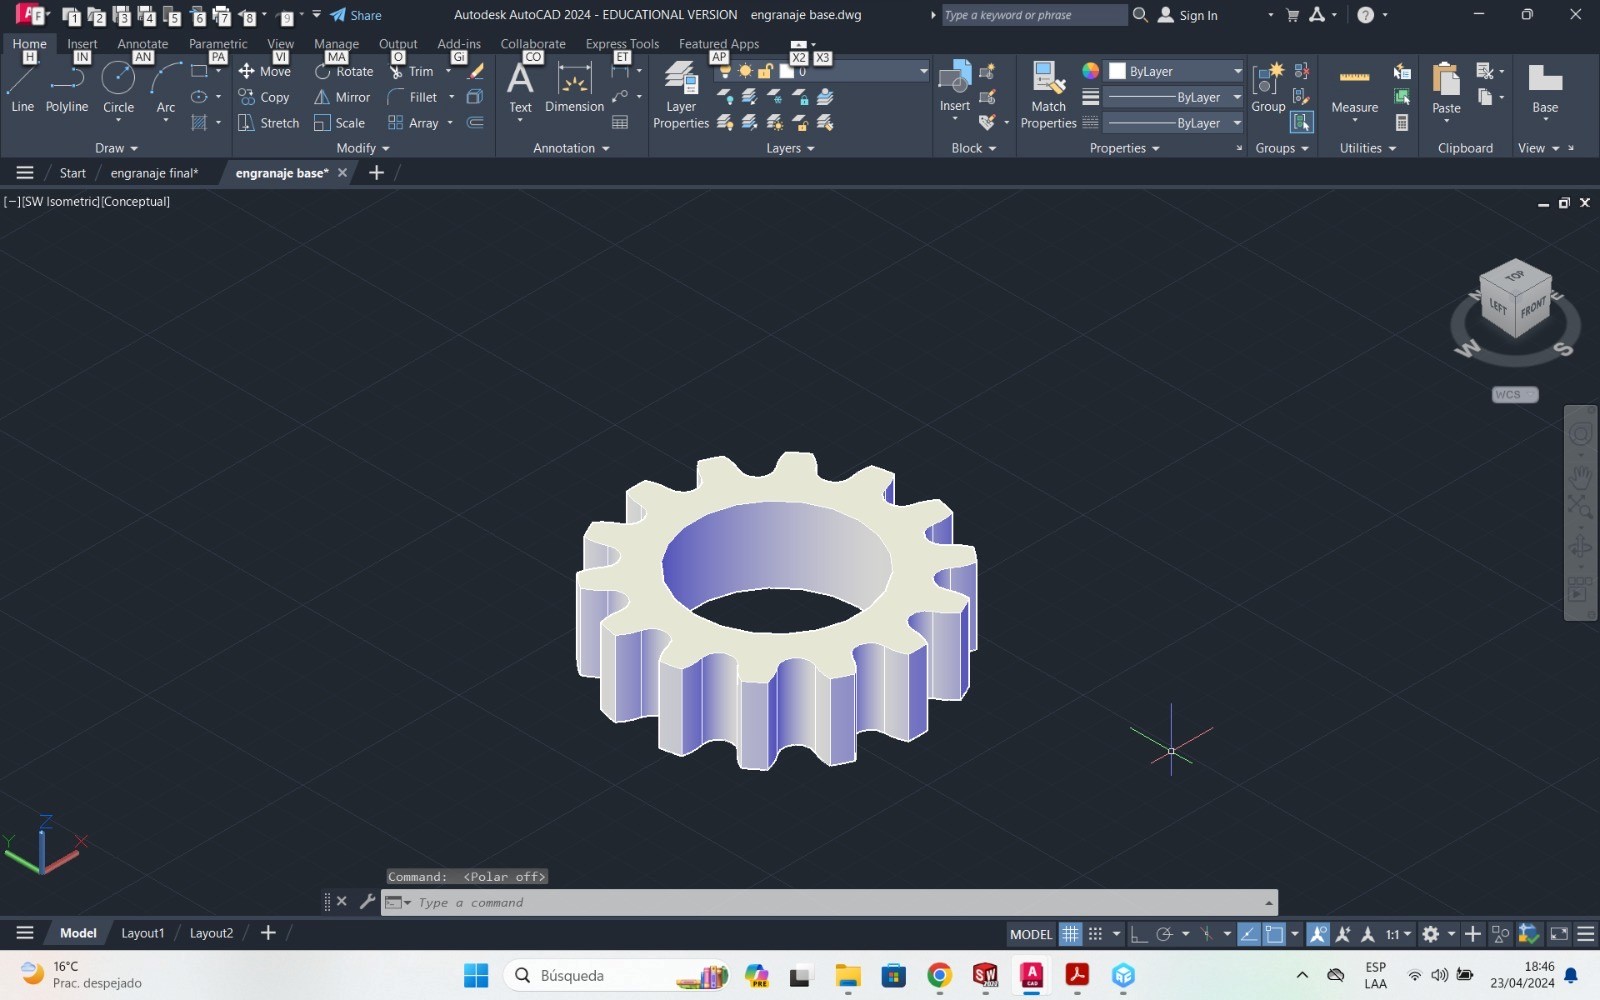 F 1 2 3 4 5 6 7 8 9 Share Autodesk AutoCAD 2024 - EDUCATIONAL VERSION engranaje base.dwg Type a keyword or phrase Sign In
Home Insert Annotate Parametric View Manage Output Add-ins Collaborate Express Tools Featured Apps
H IN AN PA VI MA O GI CO ET AP X2 X3
Move Rotate Trim 0 ByLayer
Line Polyline Circle Arc Copy Mirror Fillet Text Dimension Layer Properties Insert Match Properties ByLayer Group Measure Paste Base
Stretch Scale Array ByLayer
Draw Modify Annotation Layers Block Properties Groups Utilities Clipboard View
Start engranaje final* engranaje base*
[−][SW Isometric][Conceptual]
TOP
LEFT FRONT
W S
WCS
Z
Y X
Command: <Polar off>
Type a command
Model Layout1 Layout2 MODEL 1:1
16°C
Prac. despejado
Búsqueda
PRE
SW
2020
A
CAD
ESP
LAA
18:46
23/04/2024